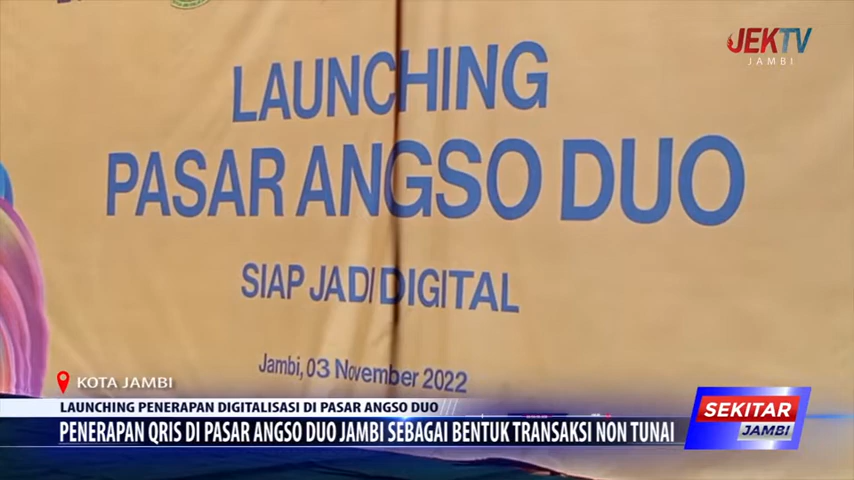 JEKTV
JAMBI
LAUNCHING
PASAR ANGSO DUO
SIAP JADI DIGITAL
Jambi, 03 November 2022
KOTA JAMBI
LAUNCHING PENERAPAN DIGITALISASI DI PASAR ANGSO DUO
PENERAPAN QRIS DI PASAR ANGSO DUO JAMBI SEBAGAI BENTUK TRANSAKSI NON TUNAI
SEKITAR
JAMBI